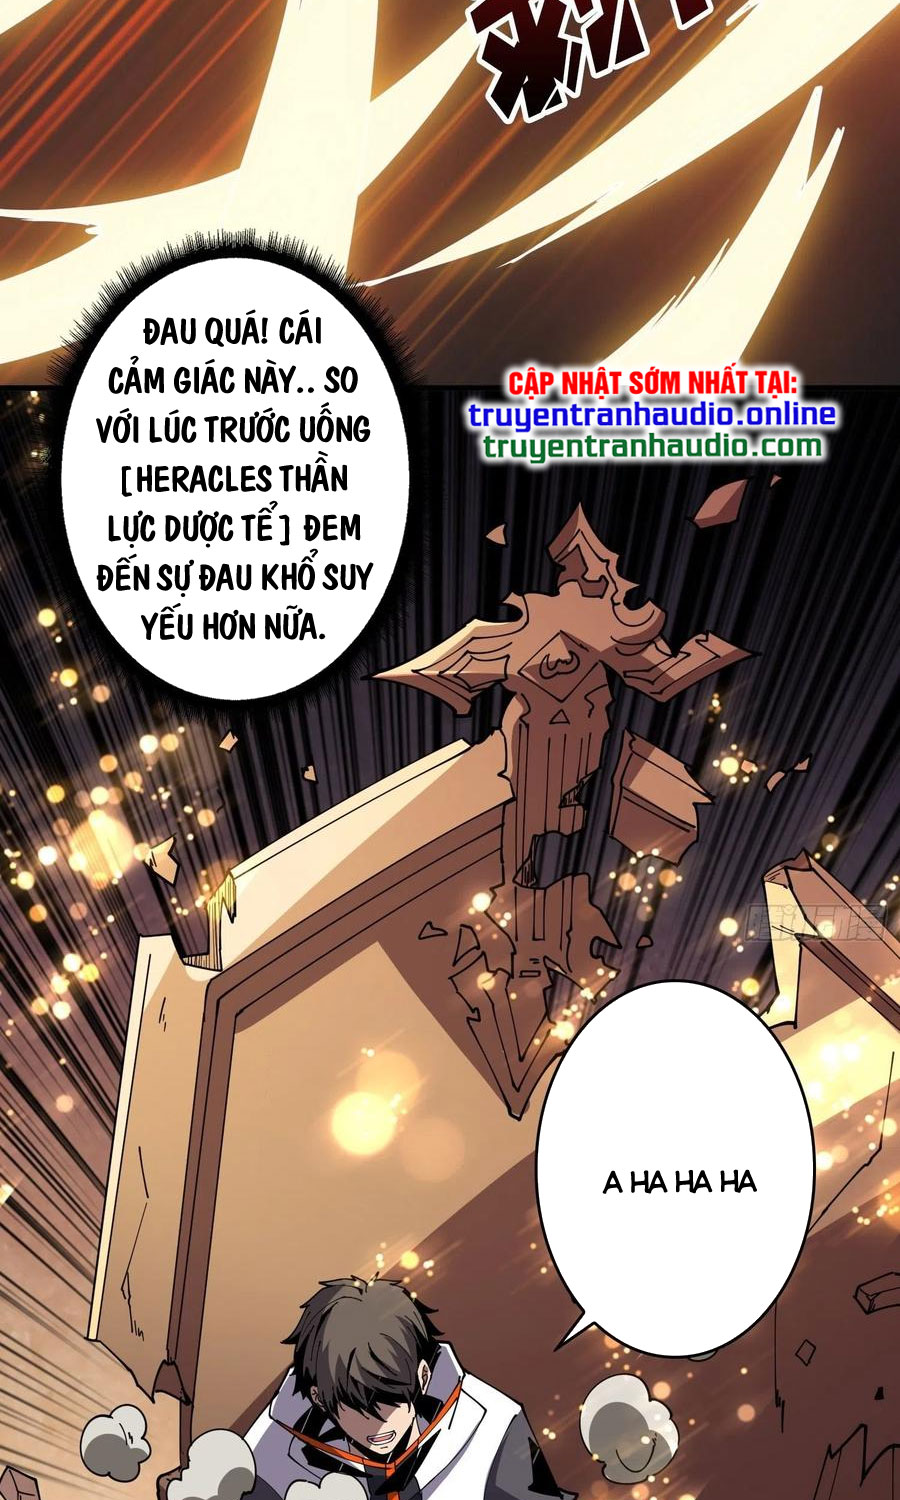 ĐAU QUÁ! CÁI
CẢM GIÁC NÀY.. SO
VỚI LÚC TRƯỚC UỐNG
[HERACLES THẦN
LỰC DƯỢC TỄ] ĐEM
ĐẾN SỰ ĐAU KHỔ SUY
YẾU HƠN NỮA.
CẬP NHẬT SỚM NHẤT TẠI:
truyentranhaudio.online
truyentranhaudio.com
A HA HA HA